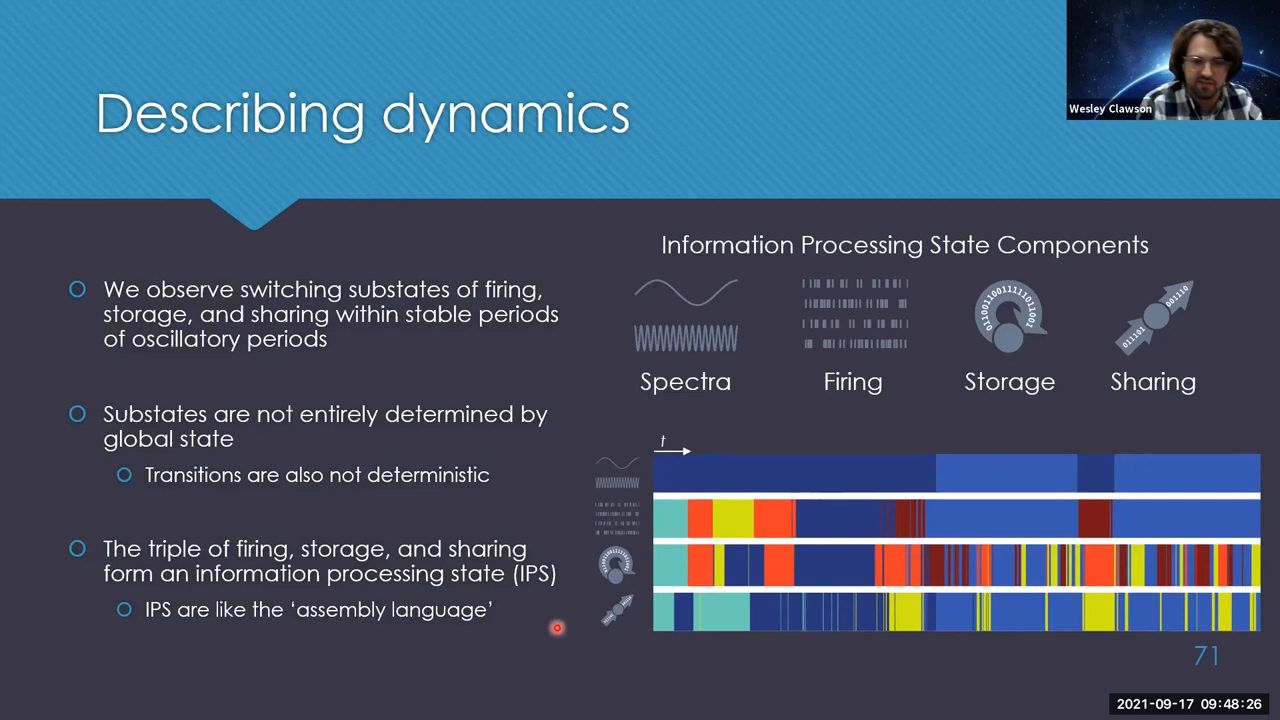 Describing dynamics
Wesley Clawson
We observe switching substates of firing,
storage, and sharing within stable periods
of oscillatory periods
Substates are not entirely determined by
global state
Transitions are also not deterministic
The triple of firing, storage, and sharing
form an information processing state (IPS)
IPS are like the ‘assembly language’
Information Processing State Components
011001100111110111001
011101
001110
Spectra
Firing
Storage
Sharing
t
71
2021-09-17 09:48:26